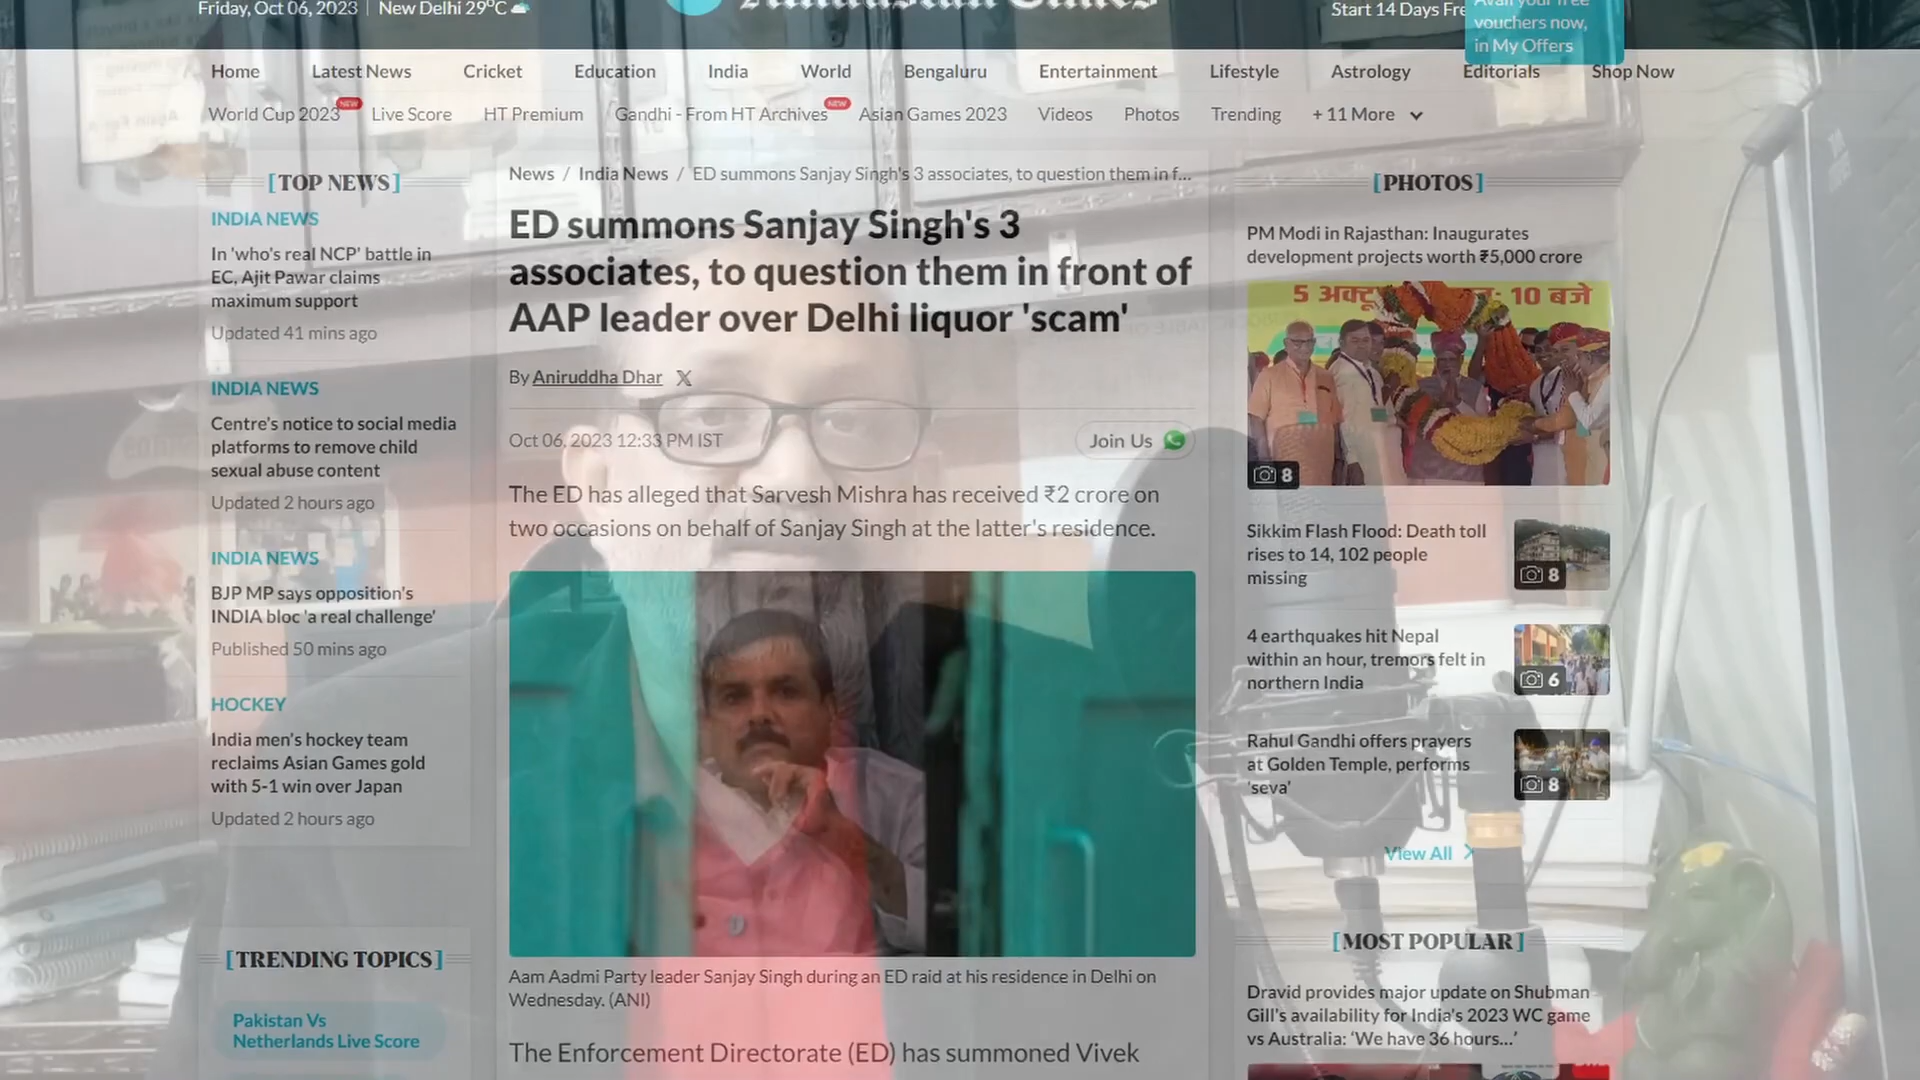 Friday, Oct 06, 2023 | New Delhi 29°C
Hindustan Times
Start 14 Days Fre
Avail your free
vouchers now,
in My Offers
Home Latest News Cricket Education India World Bengaluru Entertainment Lifestyle Astrology Editorials Shop Now
World Cup 2023 NEW Live Score HT Premium Gandhi - From HT Archives NEW Asian Games 2023 Videos Photos Trending + 11 More
[TOP NEWS]
INDIA NEWS
In 'who's real NCP' battle in
EC, Ajit Pawar claims
maximum support
Updated 41 mins ago
INDIA NEWS
Centre's notice to social media
platforms to remove child
sexual abuse content
Updated 2 hours ago
INDIA NEWS
BJP MP says opposition's
INDIA bloc 'a real challenge'
Published 50 mins ago
HOCKEY
India men's hockey team
reclaims Asian Games gold
with 5-1 win over Japan
Updated 2 hours ago
[TRENDING TOPICS]
Pakistan Vs
Netherlands Live Score
News / India News / ED summons Sanjay Singh's 3 associates, to question them in f...
ED summons Sanjay Singh's 3
associates, to question them in front of
AAP leader over Delhi liquor 'scam'
By Aniruddha Dhar
Oct 06, 2023 12:33 PM IST
Join Us
The ED has alleged that Sarvesh Mishra has received ₹2 crore on
two occasions on behalf of Sanjay Singh at the latter's residence.
Aam Aadmi Party leader Sanjay Singh during an ED raid at his residence in Delhi on
Wednesday. (ANI)
The Enforcement Directorate (ED) has summoned Vivek
[PHOTOS]
PM Modi in Rajasthan: Inaugurates
development projects worth ₹5,000 crore
5 10 बजे
8
Sikkim Flash Flood: Death toll
rises to 14, 102 people
missing
8
4 earthquakes hit Nepal
within an hour, tremors felt in
northern India
6
Rahul Gandhi offers prayers
at Golden Temple, performs
'seva'
8
View All
[MOST POPULAR]
Dravid provides major update on Shubman
Gill's availability for India's 2023 WC game
vs Australia: ‘We have 36 hours...’